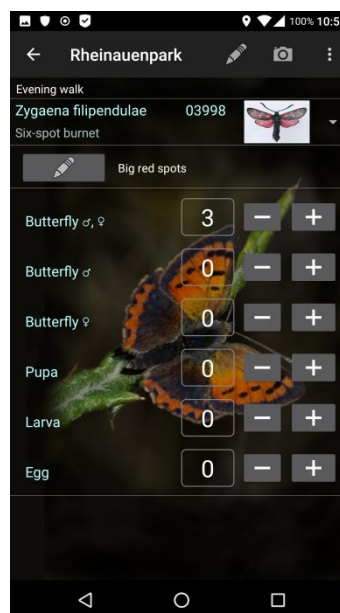 100% 10:5
Rheinauenpark
Evening walk
Zygaena filipendulae 03998
Six-spot burnet
Big red spots
Butterfly ♂, ♀ 3 − +
Butterfly ♂ 0 − +
Butterfly ♀ 0 − +
Pupa 0 − +
Larva 0 − +
Egg 0 − +